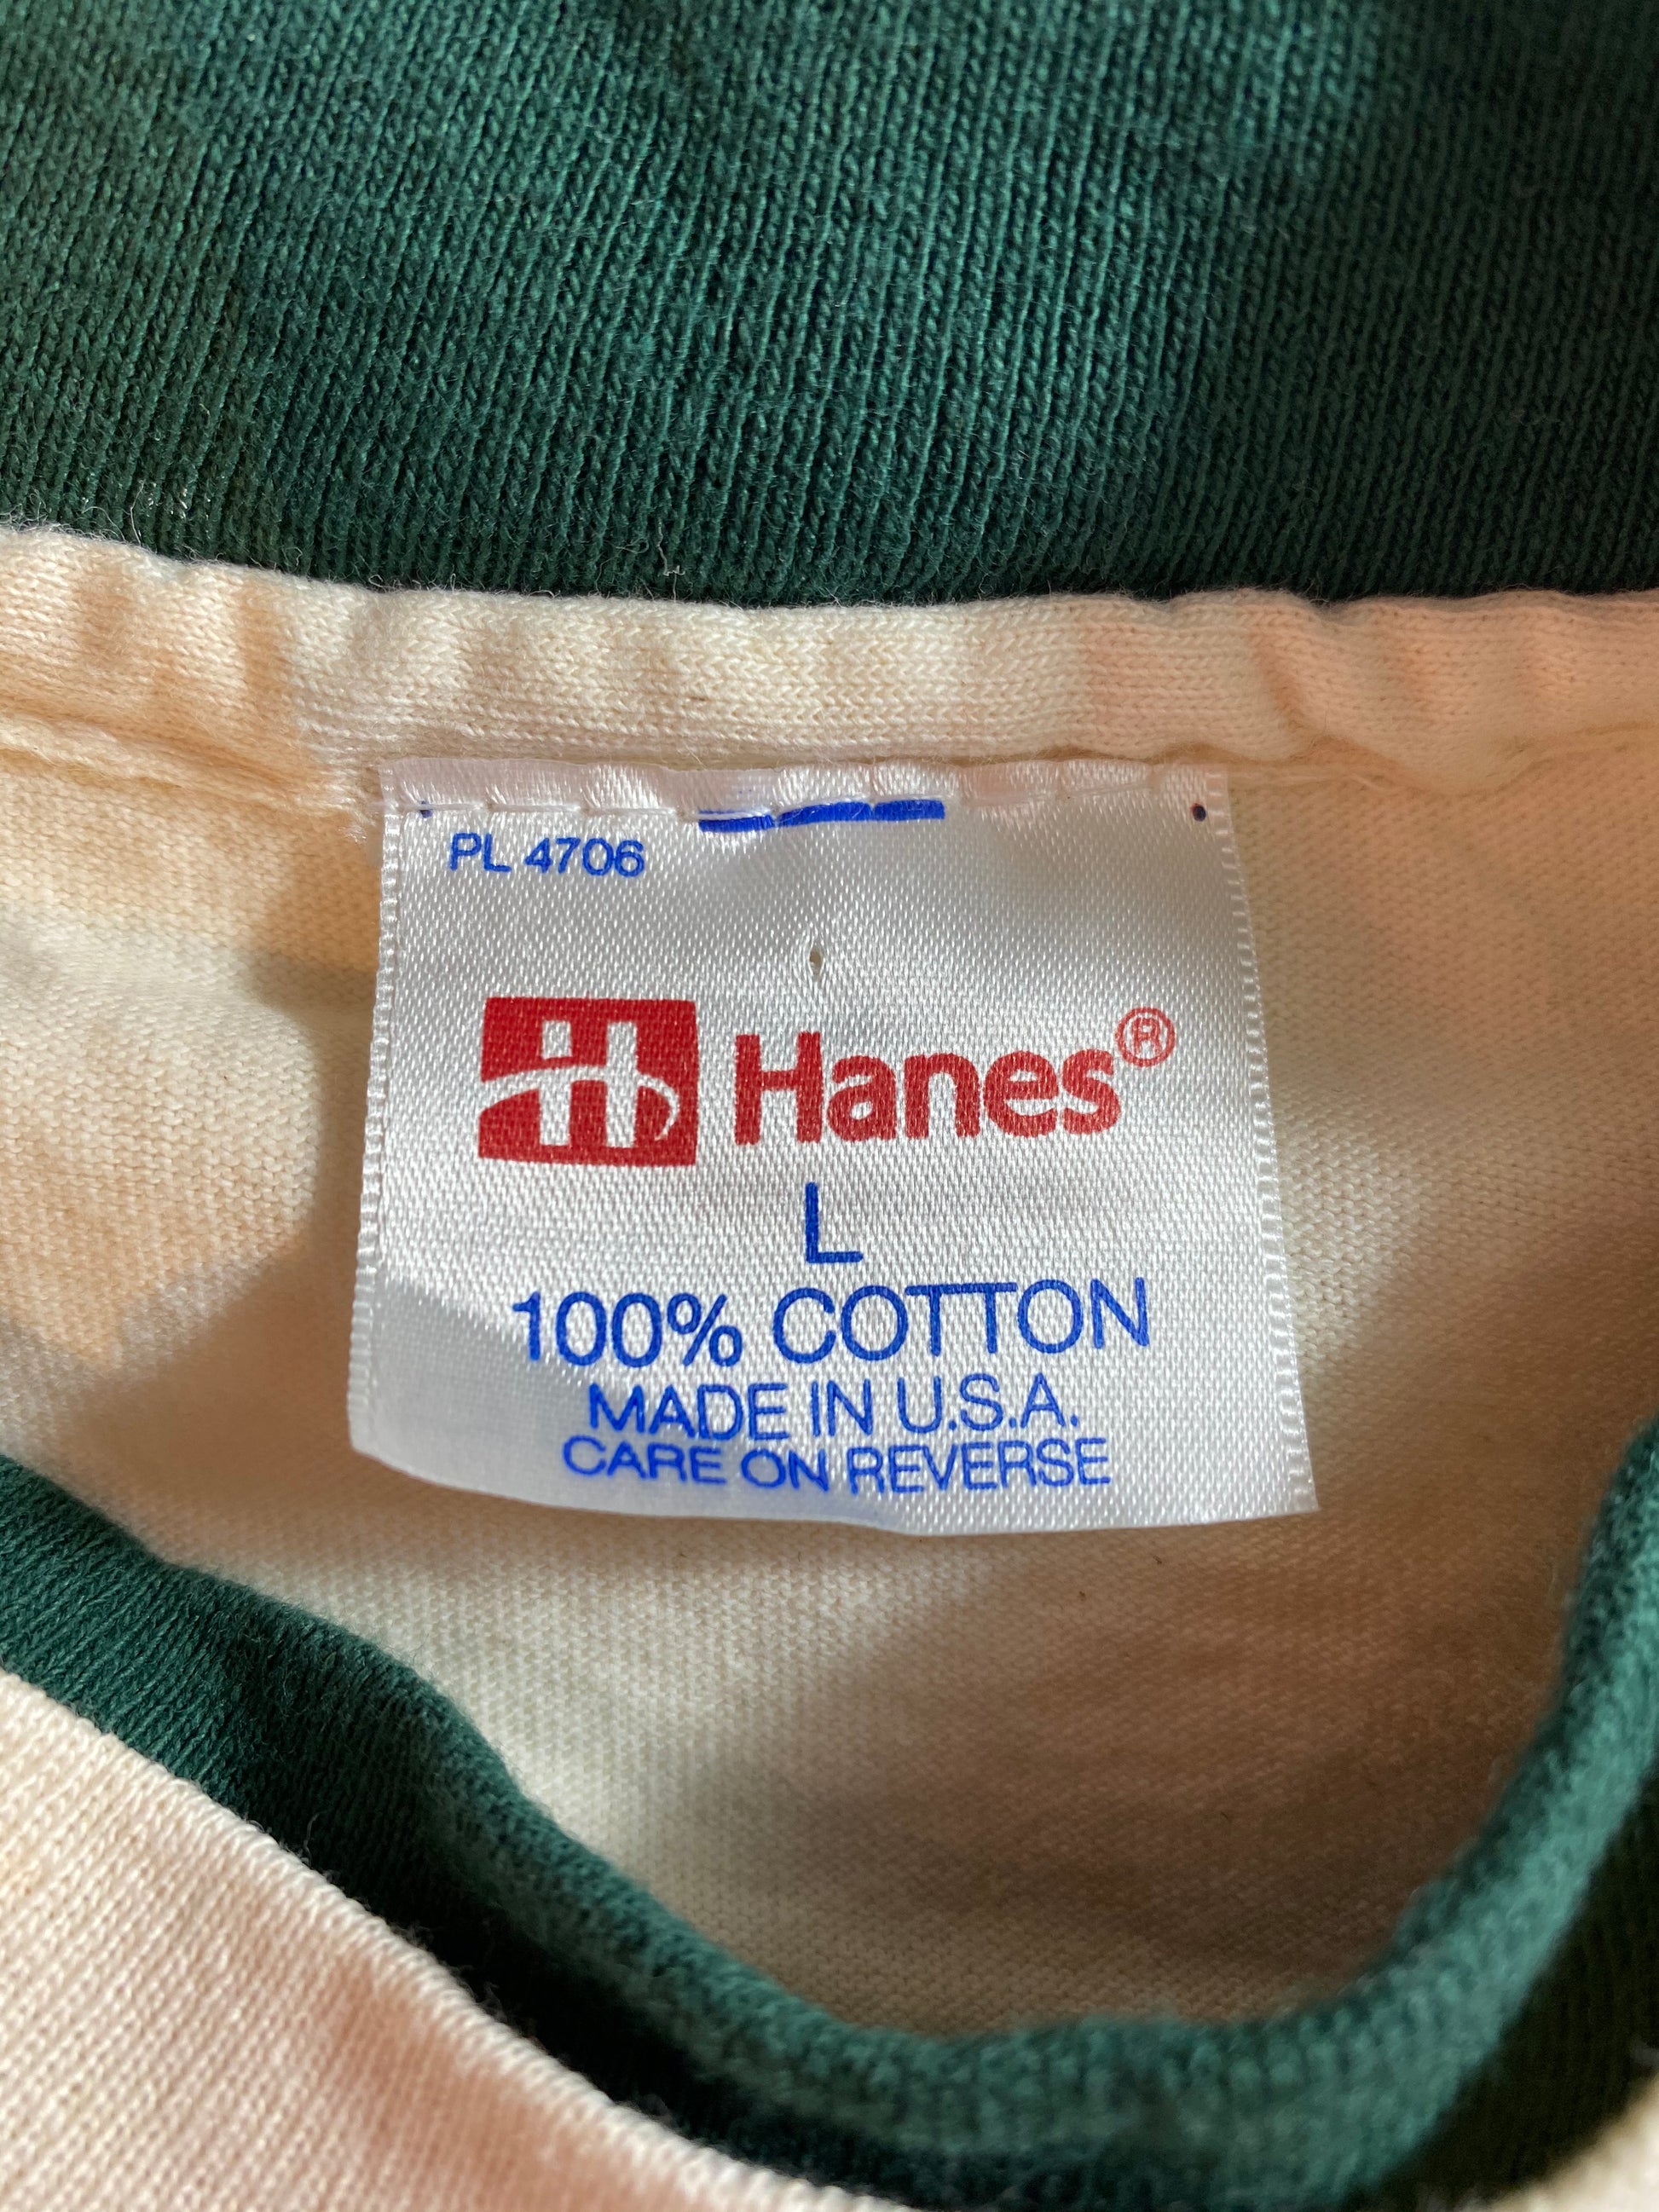 PL 4706
H Hanes®
L
100% COTTON
MADE IN U.S.A.
CARE ON REVERSE